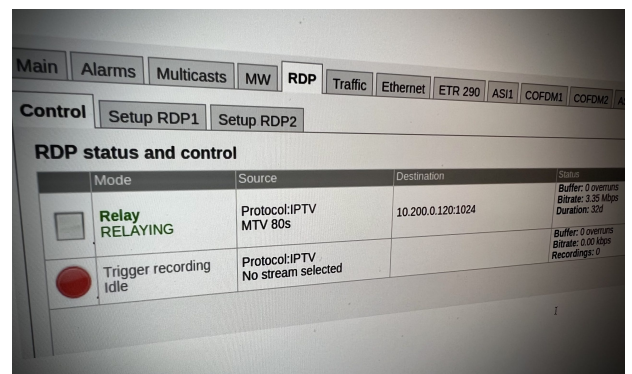 Main Alarms Multicasts MW RDP Traffic Ethernet ETR 290 ASI1 COFDM1 COFDM2
Control Setup RDP1 Setup RDP2
RDP status and control
Mode Source Destination Status
Relay
RELAYING
Protocol:IPTV
MTV 80s
10.200.0.120:1024
Buffer: 0 overruns
Bitrate: 3.35 Mbps
Duration: 32d
Trigger recording
Idle
Protocol:IPTV
No stream selected
Buffer: 0 overruns
Bitrate: 0.00 kbps
Recordings: 0